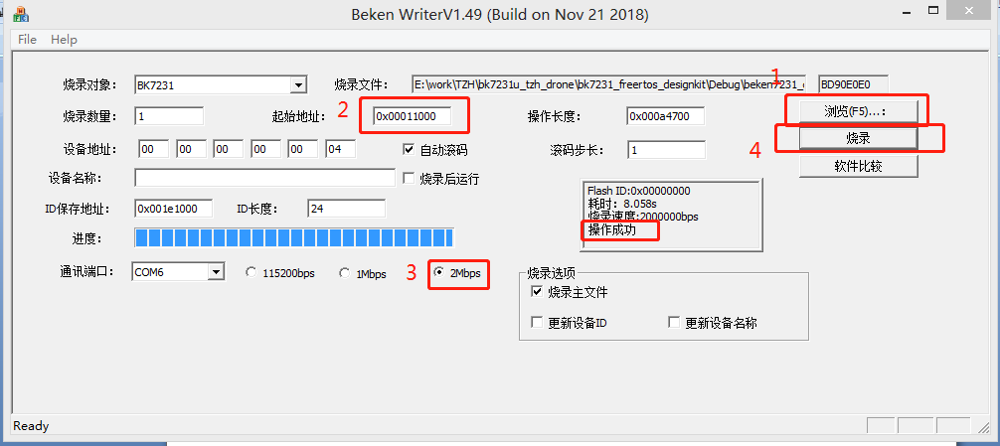 Beken WriterV1.49 (Build on Nov 21 2018)
File Help
烧录对象: BK7231 烧录文件: E:\work\TZH\bk7231u_tzh_drone\bk7231_freertos_designkit\Debug\beken7231_ 1 BD90E0E0
烧录数量: 1 起始地址: 2 0x00011000 操作长度: 0x000a4700 浏览(F5)...:
设备地址: 00 00 00 00 00 04 自动滚码 滚码步长: 1 4 烧录
设备名称: 烧录后运行 软件比较
ID保存地址: 0x001e1000 ID长度: 24
Flash ID:0x00000000
耗时: 8.058s
烧录速度:2000000bps
操作成功
进度:
通讯端口: COM6 115200bps 1Mbps 3 2Mbps
烧录选项
烧录主文件
更新设备ID 更新设备名称
Ready